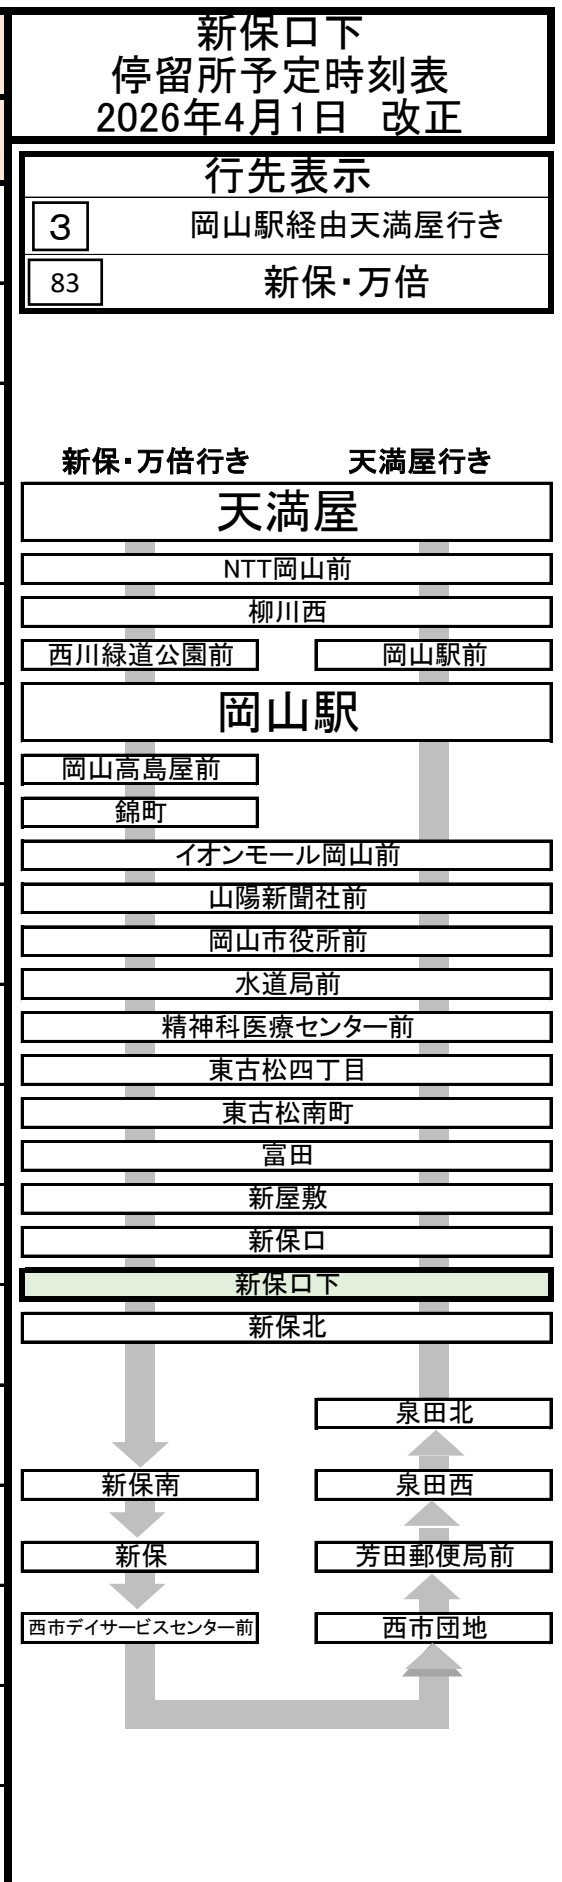 新保口下
停留所予定時刻表
2026年4月1日　改正
行先表示
3　岡山駅経由天満屋行き
83　新保・万倍
新保・万倍行き　天満屋行き
天満屋
NTT岡山前
柳川西
西川緑道公園前　岡山駅前
岡山駅
岡山高島屋前
錦町
イオンモール岡山前
山陽新聞社前
岡山市役所前
水道局前
精神科医療センター前
東古松四丁目
東古松南町
富田
新屋敷
新保口
新保口下
新保北
泉田北
新保南　泉田西
新保　芳田郵便局前
西市デイサービスセンター前　西市団地